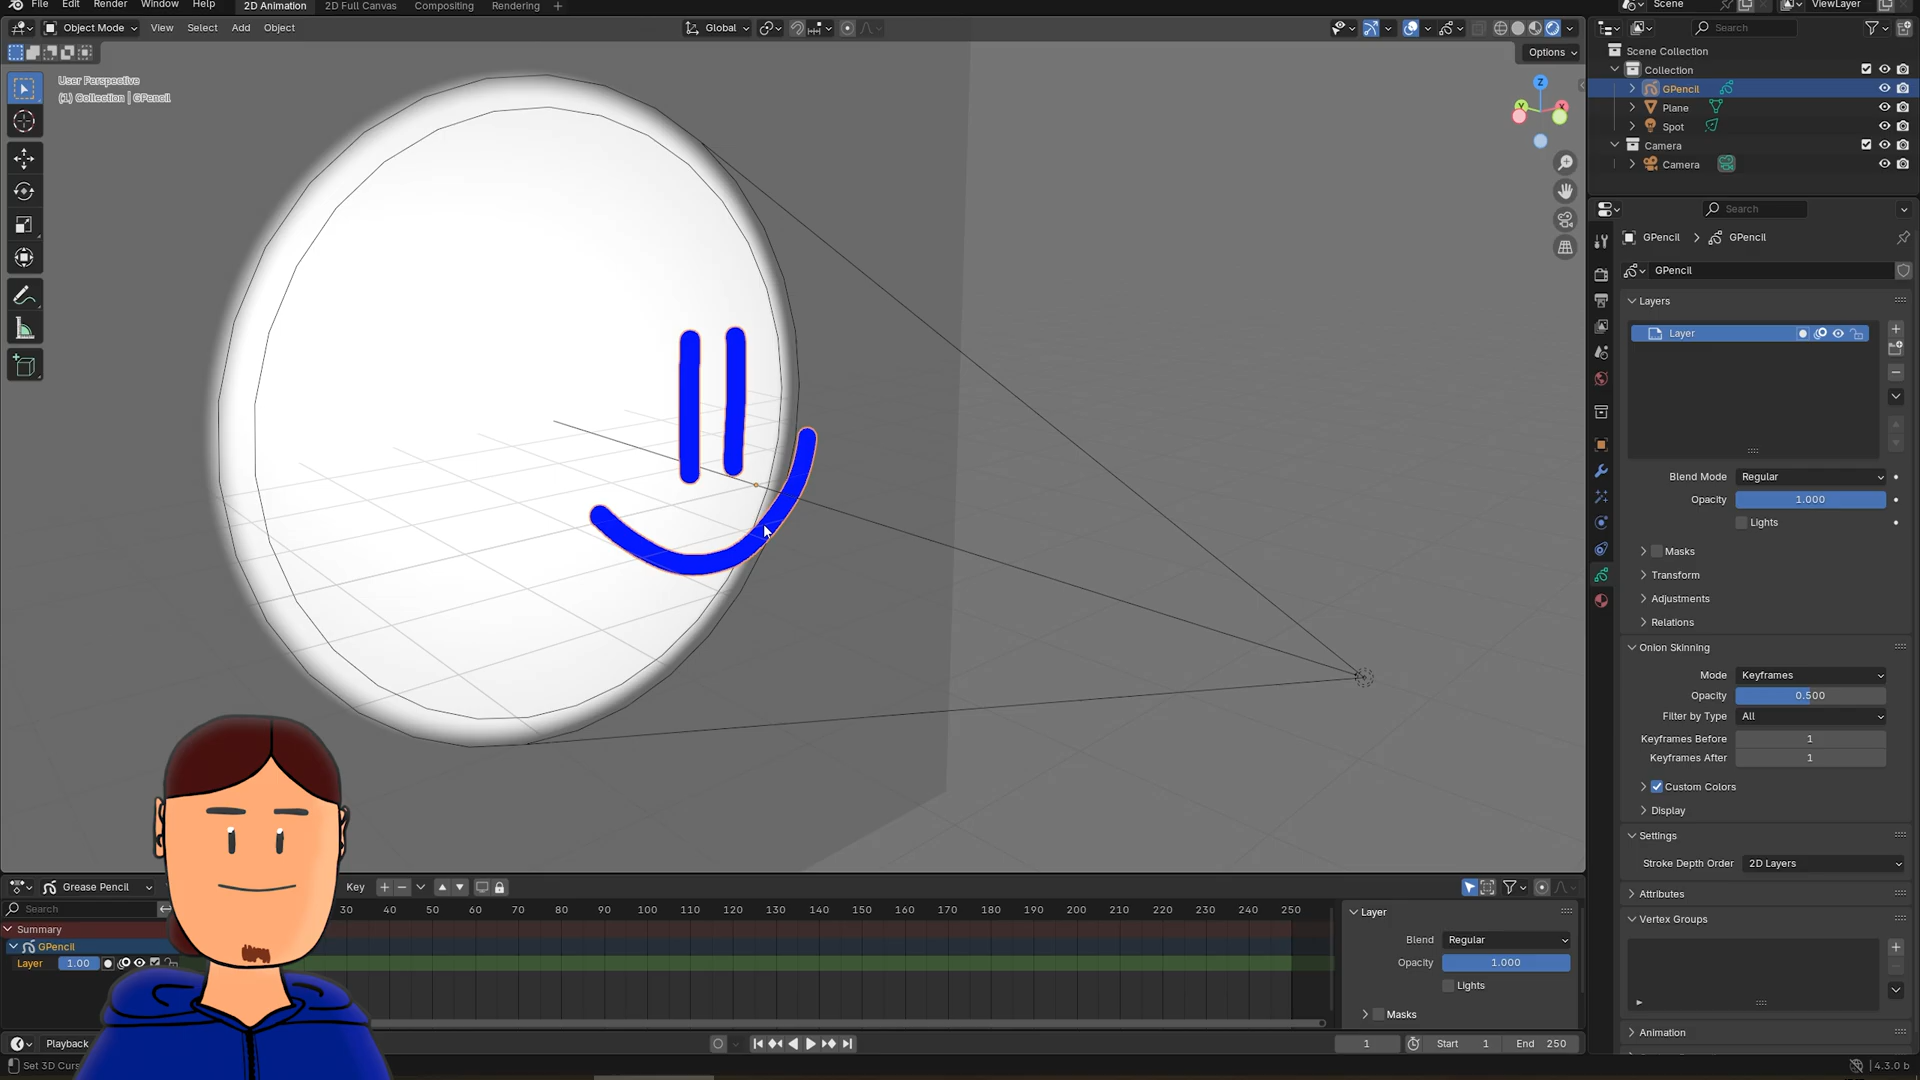 File Edit Render Window Help 2D Animation 2D Full Canvas Compositing Rendering + Scene ViewLayer
Object Mode View Select Add Object Global Search
Options
User Perspective
(1) Collection | GPencil
Z
Y
X
Scene Collection
Collection
GPencil
Plane
Spot
Camera
Camera
Search
GPencil > GPencil
GPencil
Layers
Layer
Blend Mode Regular
Opacity 1.000
Lights
Masks
Transform
Adjustments
Relations
Onion Skinning
Mode Keyframes
Opacity 0.500
Filter by Type All
Keyframes Before 1
Keyframes After 1
Custom Colors
Display
Settings
Stroke Depth Order 2D Layers
Attributes
Vertex Groups
Animation
Grease Pencil Key
Search 30 40 50 60 70 80 90 100 110 120 130 140 150 160 170 180 190 200 210 220 230 240 250
Summary
GPencil
Layer 1.00
Layer
Blend Regular
Opacity 1.000
Lights
Masks
Playback 1 Start 1 End 250
Set 3D Curs 4.3.0 b